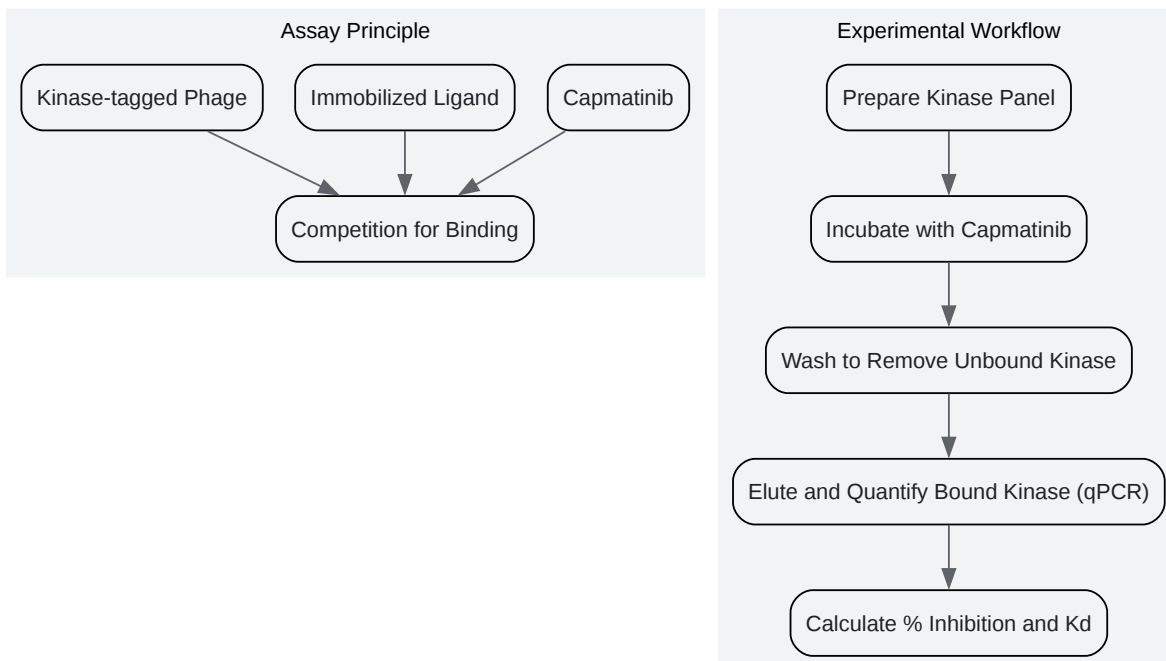 Assay Principle
Kinase-tagged Phage
Immobilized Ligand
Capmatinib
Competition for Binding
Experimental Workflow
Prepare Kinase Panel
Incubate with Capmatinib
Wash to Remove Unbound Kinase
Elute and Quantify Bound Kinase (qPCR)
Calculate % Inhibition and Kd